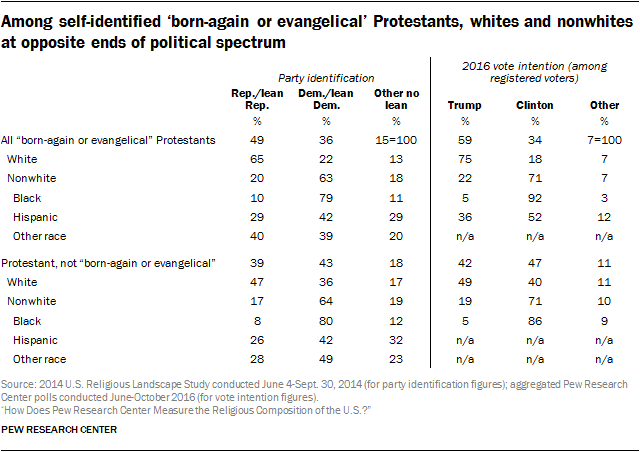 Among self-identified ‘born-again or evangelical’ Protestants, whites and nonwhites
at opposite ends of political spectrum
Party identification
2016 vote intention (among
registered voters)
Rep./lean Dem./lean Other no
Rep. Dem. lean Trump Clinton Other
% % % % % %
All “born-again or evangelical” Protestants 49 36 15=100 59 34 7=100
White 65 22 13 75 18 7
Nonwhite 20 63 18 22 71 7
Black 10 79 11 5 92 3
Hispanic 29 42 29 36 52 12
Other race 40 39 20 n/a n/a n/a
Protestant, not “born-again or evangelical” 39 43 18 42 47 11
White 47 36 17 49 40 11
Nonwhite 17 64 19 19 71 10
Black 8 80 12 5 86 9
Hispanic 26 42 32 n/a n/a n/a
Other race 28 49 23 n/a n/a n/a
Source: 2014 U.S. Religious Landscape Study conducted June 4-Sept. 30, 2014 (for party identification figures); aggregated Pew Research
Center polls conducted June-October 2016 (for vote intention figures).
“How Does Pew Research Center Measure the Religious Composition of the U.S.?”
PEW RESEARCH CENTER